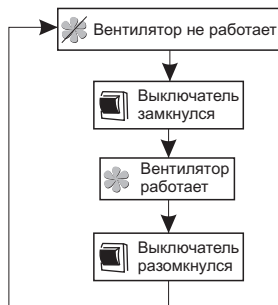 Вентилятор не работает
Выключатель
замкнулся
Вентилятор
работает
Выключатель
разомкнулся